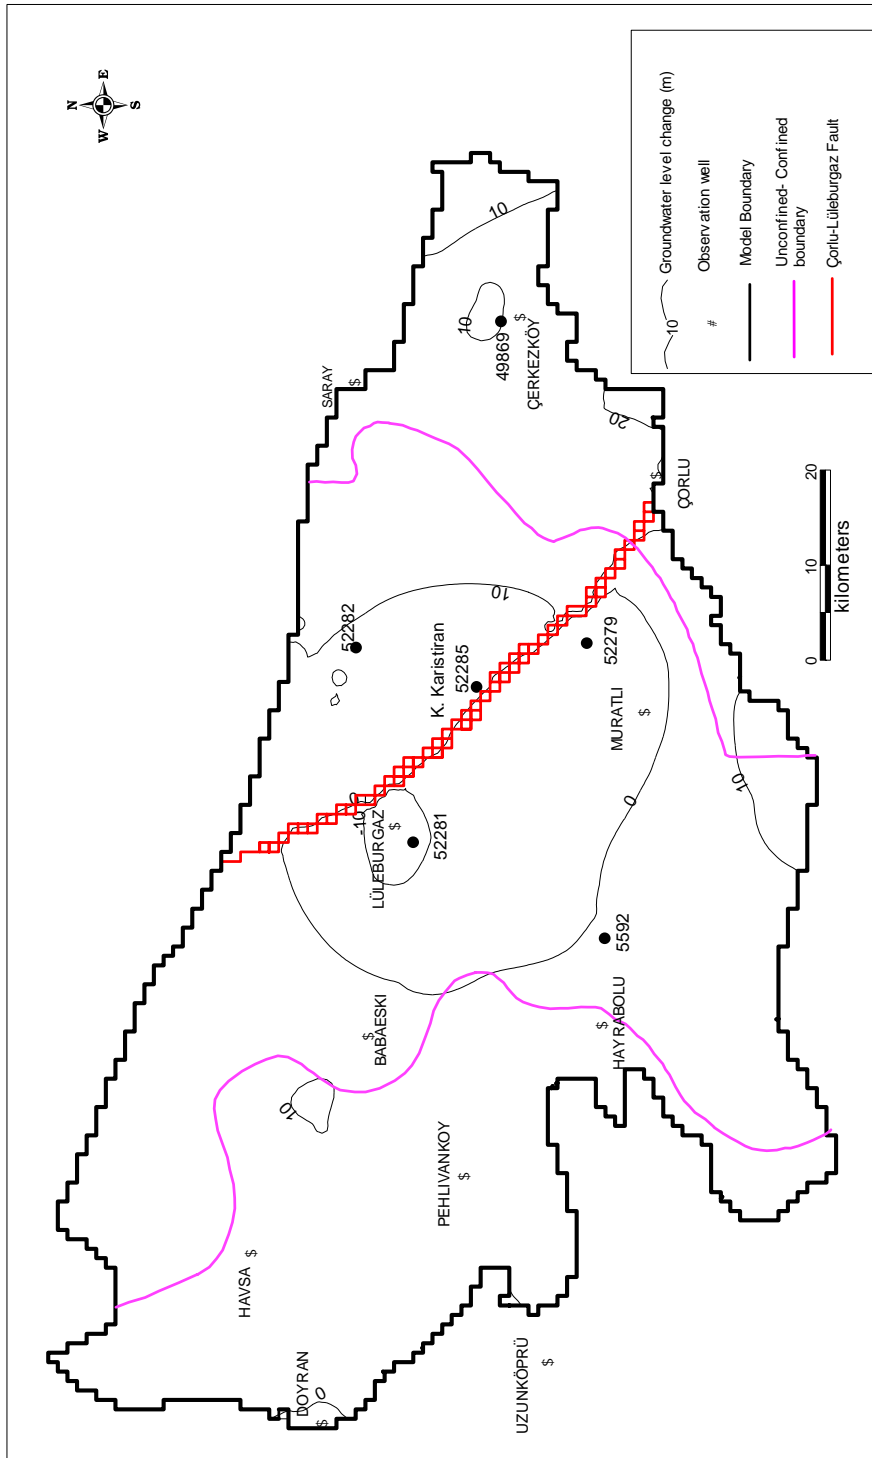 N
W
E
S
10
Groundwater level change (m)
#
Observation well
Model Boundary
Unconfined- Confined
boundary
Çorlu-Lüleburgaz Fault
10
10
49869
$
ÇERKEZKÖY
SARAY
$
20
$
ÇORLU
0
10
20
kilometers
52282
10
K. Karistiran
52285
52279
MURATLI
$
0
10
-10
0
LÜLEBURGAZ
$
52281
5592
HAYRABOLU
$
BABAESKI
$
10
PEHLIVANKOY
$
HAVSA
$
DOYRAN
$
0
UZUNKÖPRÜ
$